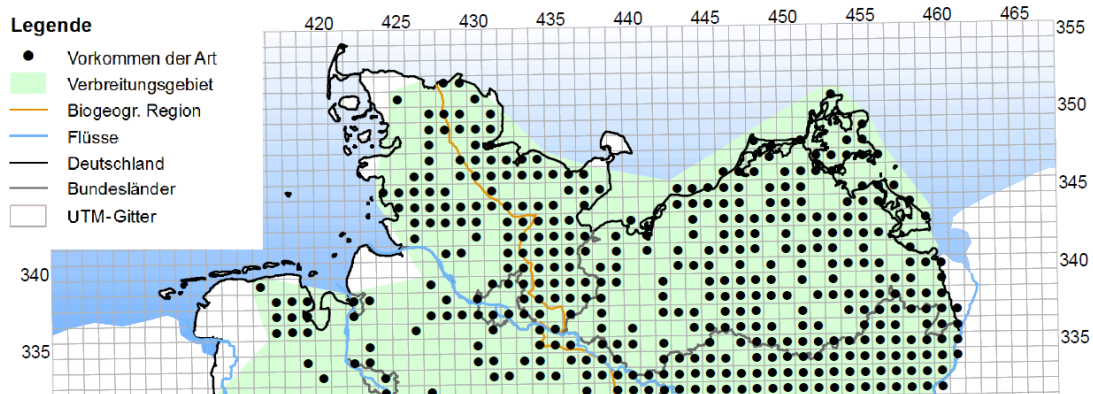 420 425 430 435 440 445 450 455 460 465
Legende
355
Vorkommen der Art
Verbreitungsgebiet
Biogeogr. Region
350
Flüsse
Deutschland
Bundesländer
345
UTM-Gitter
340 340
335 335